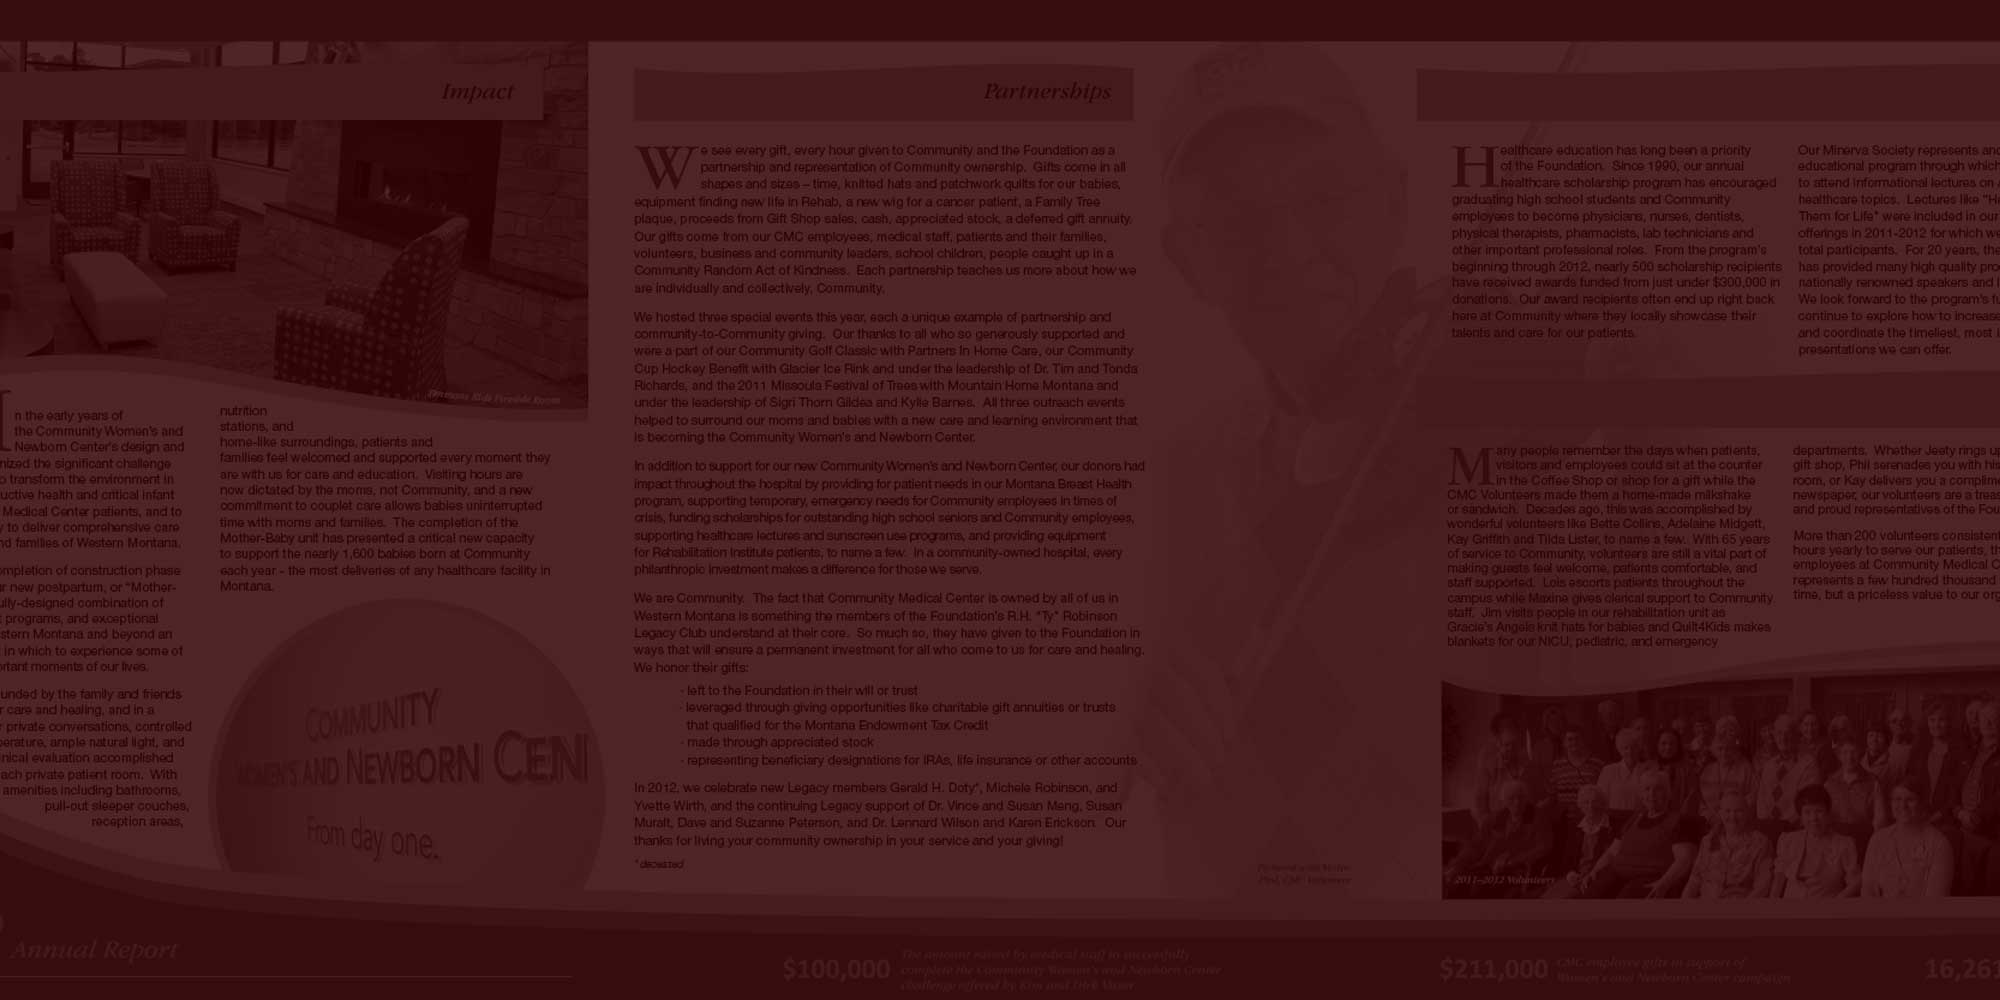 Impact
Timmons Kidz Fireside Room
n the early years of
the Community Women's and
Newborn Center's design and
nized the significant challenge
o transform the environment in
uctive health and critical infant
Medical Center patients, and to
y to deliver comprehensive care
nd families of Western Montana.
ompletion of construction phase
ur new postpartum, or "Mother-
ully-designed combination of
t programs, and exceptional
stern Montana and beyond an
t in which to experience some of
ortant moments of our lives.
unded by the family and friends
r care and healing, and in a
r private conversations, controlled
perature, ample natural light, and
inical evaluation accomplished
ach private patient room. With
amenities including bathrooms,
pull-out sleeper couches,
reception areas,
nutrition
stations, and
home-like surroundings, patients and
families feel welcomed and supported every moment they
are with us for care and education. Visiting hours are
now dictated by the moms, not Community, and a new
commitment to couplet care allows babies uninterrupted
time with moms and families. The completion of the
Mother-Baby unit has presented a critical new capacity
to support the nearly 1,600 babies born at Community
each year - the most deliveries of any healthcare facility in
Montana.
COMMUNITY
WOMEN'S AND NEWBORN CEN
From day one.
Annual Report
Partnerships
We see every gift, every hour given to Community and the Foundation as a
partnership and representation of Community ownership. Gifts come in all
shapes and sizes – time, knitted hats and patchwork quilts for our babies,
equipment finding new life in Rehab, a new wig for a cancer patient, a Family Tree
plaque, proceeds from Gift Shop sales, cash, appreciated stock, a deferred gift annuity.
Our gifts come from our CMC employees, medical staff, patients and their families,
volunteers, business and community leaders, school children, people caught up in a
Community Random Act of Kindness. Each partnership teaches us more about how we
are individually and collectively, Community.
We hosted three special events this year, each a unique example of partnership and
community-to-Community giving. Our thanks to all who so generously supported and
were a part of our Community Golf Classic with Partners In Home Care, our Community
Cup Hockey Benefit with Glacier Ice Rink and under the leadership of Dr. Tim and Tonda
Richards, and the 2011 Missoula Festival of Trees with Mountain Home Montana and
under the leadership of Sigri Thorn Gildea and Kylie Barnes. All three outreach events
helped to surround our moms and babies with a new care and learning environment that
is becoming the Community Women's and Newborn Center.
In addition to support for our new Community Women's and Newborn Center, our donors had
impact throughout the hospital by providing for patient needs in our Montana Breast Health
program, supporting temporary, emergency needs for Community employees in times of
crisis, funding scholarships for outstanding high school seniors and Community employees,
supporting healthcare lectures and sunscreen use programs, and providing equipment
for Rehabilitation Institute patients, to name a few. In a community-owned hospital, every
philanthropic investment makes a difference for those we serve.
We are Community. The fact that Community Medical Center is owned by all of us in
Western Montana is something the members of the Foundation's R.H. "Ty" Robinson
Legacy Club understand at their core. So much so, they have given to the Foundation in
ways that will ensure a permanent investment for all who come to us for care and healing.
We honor their gifts:
· left to the Foundation in their will or trust
· leveraged through giving opportunities like charitable gift annuities or trusts
that qualified for the Montana Endowment Tax Credit
· made through appreciated stock
· representing beneficiary designations for IRAs, life insurance or other accounts
In 2012, we celebrate new Legacy members Gerald H. Doty*, Michele Robinson, and
Yvette Wirth, and the continuing Legacy support of Dr. Vince and Susan Meng, Susan
Muralt, Dave and Suzanne Peterson, and Dr. Lennard Wilson and Karen Erickson. Our
thanks for living your community ownership in your service and your giving!
*deceased
Phil, CMC Volunteer
$100,000
The amount raised by medical staff to successfully
complete the Community Women's and Newborn Center
challenge offered by Kim and Dick
Healthcare education has long been a priority
of the Foundation. Since 1990, our annual
healthcare scholarship program has encouraged
graduating high school students and Community
employees to become physicians, nurses, dentists,
physical therapists, pharmacists, lab technicians and
other important professional roles. From the program's
beginning through 2012, nearly 500 scholarship recipients
have received awards funded from just under $300,000 in
donations. Our award recipients often end up right back
here at Community where they locally showcase their
talents and care for our patients.
Our Minerva Society represents and
educational program through which
to attend informational lectures on
healthcare topics. Lectures like "He
Them for Life" were included in our
offerings in 2011-2012 for which we
total participants. For 20 years, the
has provided many high quality pro
nationally renowned speakers and l
We look forward to the program's fu
continue to explore how to increase
and coordinate the timeliest, most i
presentations we can offer.
Many people remember the days when patients,
visitors and employees could sit at the counter
in the Coffee Shop or shop for a gift while the
CMC Volunteers made them a home-made milkshake
or sandwich. Decades ago, this was accomplished by
wonderful volunteers like Bette Collins, Adelaine Midgett,
Kay Griffith and Tilda Lister, to name a few. With 65 years
of service to Community, volunteers are still a vital part of
making guests feel welcome, patients comfortable, and
staff supported. Lois escorts patients throughout the
campus while Maxine gives clerical support to Community
staff. Jim visits people in our rehabilitation unit as
Gracie's Angels knit hats for babies and Quilt4Kids makes
blankets for our NICU, pediatric, and emergency
departments. Whether Jeety rings up
gift shop, Phil serenades you with his
room, or Kay delivers you a complime
newspaper, our volunteers are a treas
and proud representatives of the Fou
More than 200 volunteers consistent
hours yearly to serve our patients, th
employees at Community Medical C
represents a few hundred thousand
time, but a priceless value to our org
2011-2012 Volunteers
$211,000
CMC employee gifts in support of
Women's and Newborn Center campaign
16,261